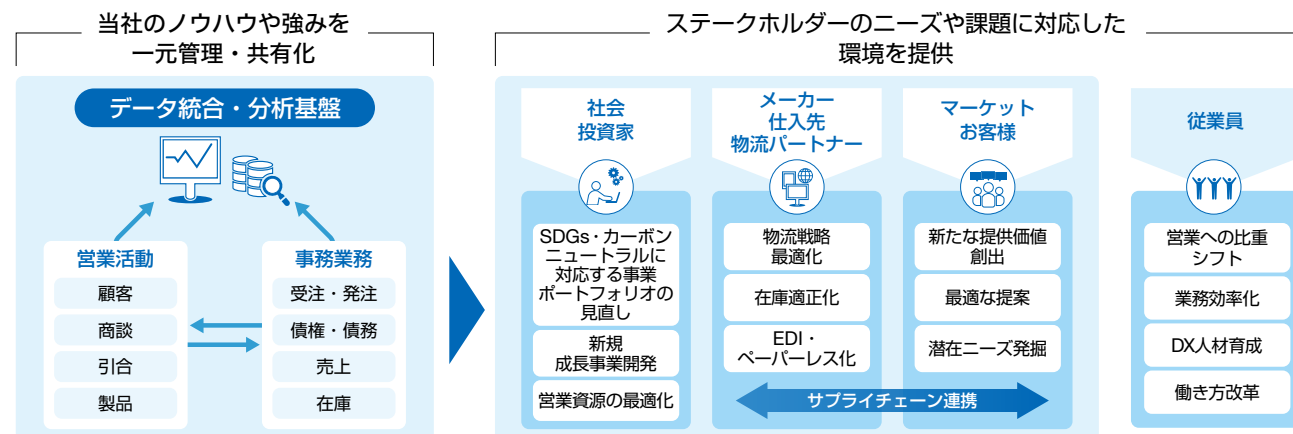 当社のノウハウや強みを
一元管理・共有化
データ統合・分析基盤
営業活動
顧客
商談
引合
製品
事務業務
受注・発注
債権・債務
売上
在庫
ステークホルダーのニーズや課題に対応した
環境を提供
社会
投資家
SDGs・カーボン
ニュートラルに
対応する事業
ポートフォリオの
見直し
新規
成長事業開発
営業資源の最適化
メーカー
仕入先
物流パートナー
物流戦略
最適化
在庫適正化
EDI・
ペーパーレス化
マーケット
お客様
新たな提供価値
創出
最適な提案
潜在ニーズ発掘
サプライチェーン連携
従業員
営業への比重
シフト
業務効率化
DX人材育成
働き方改革